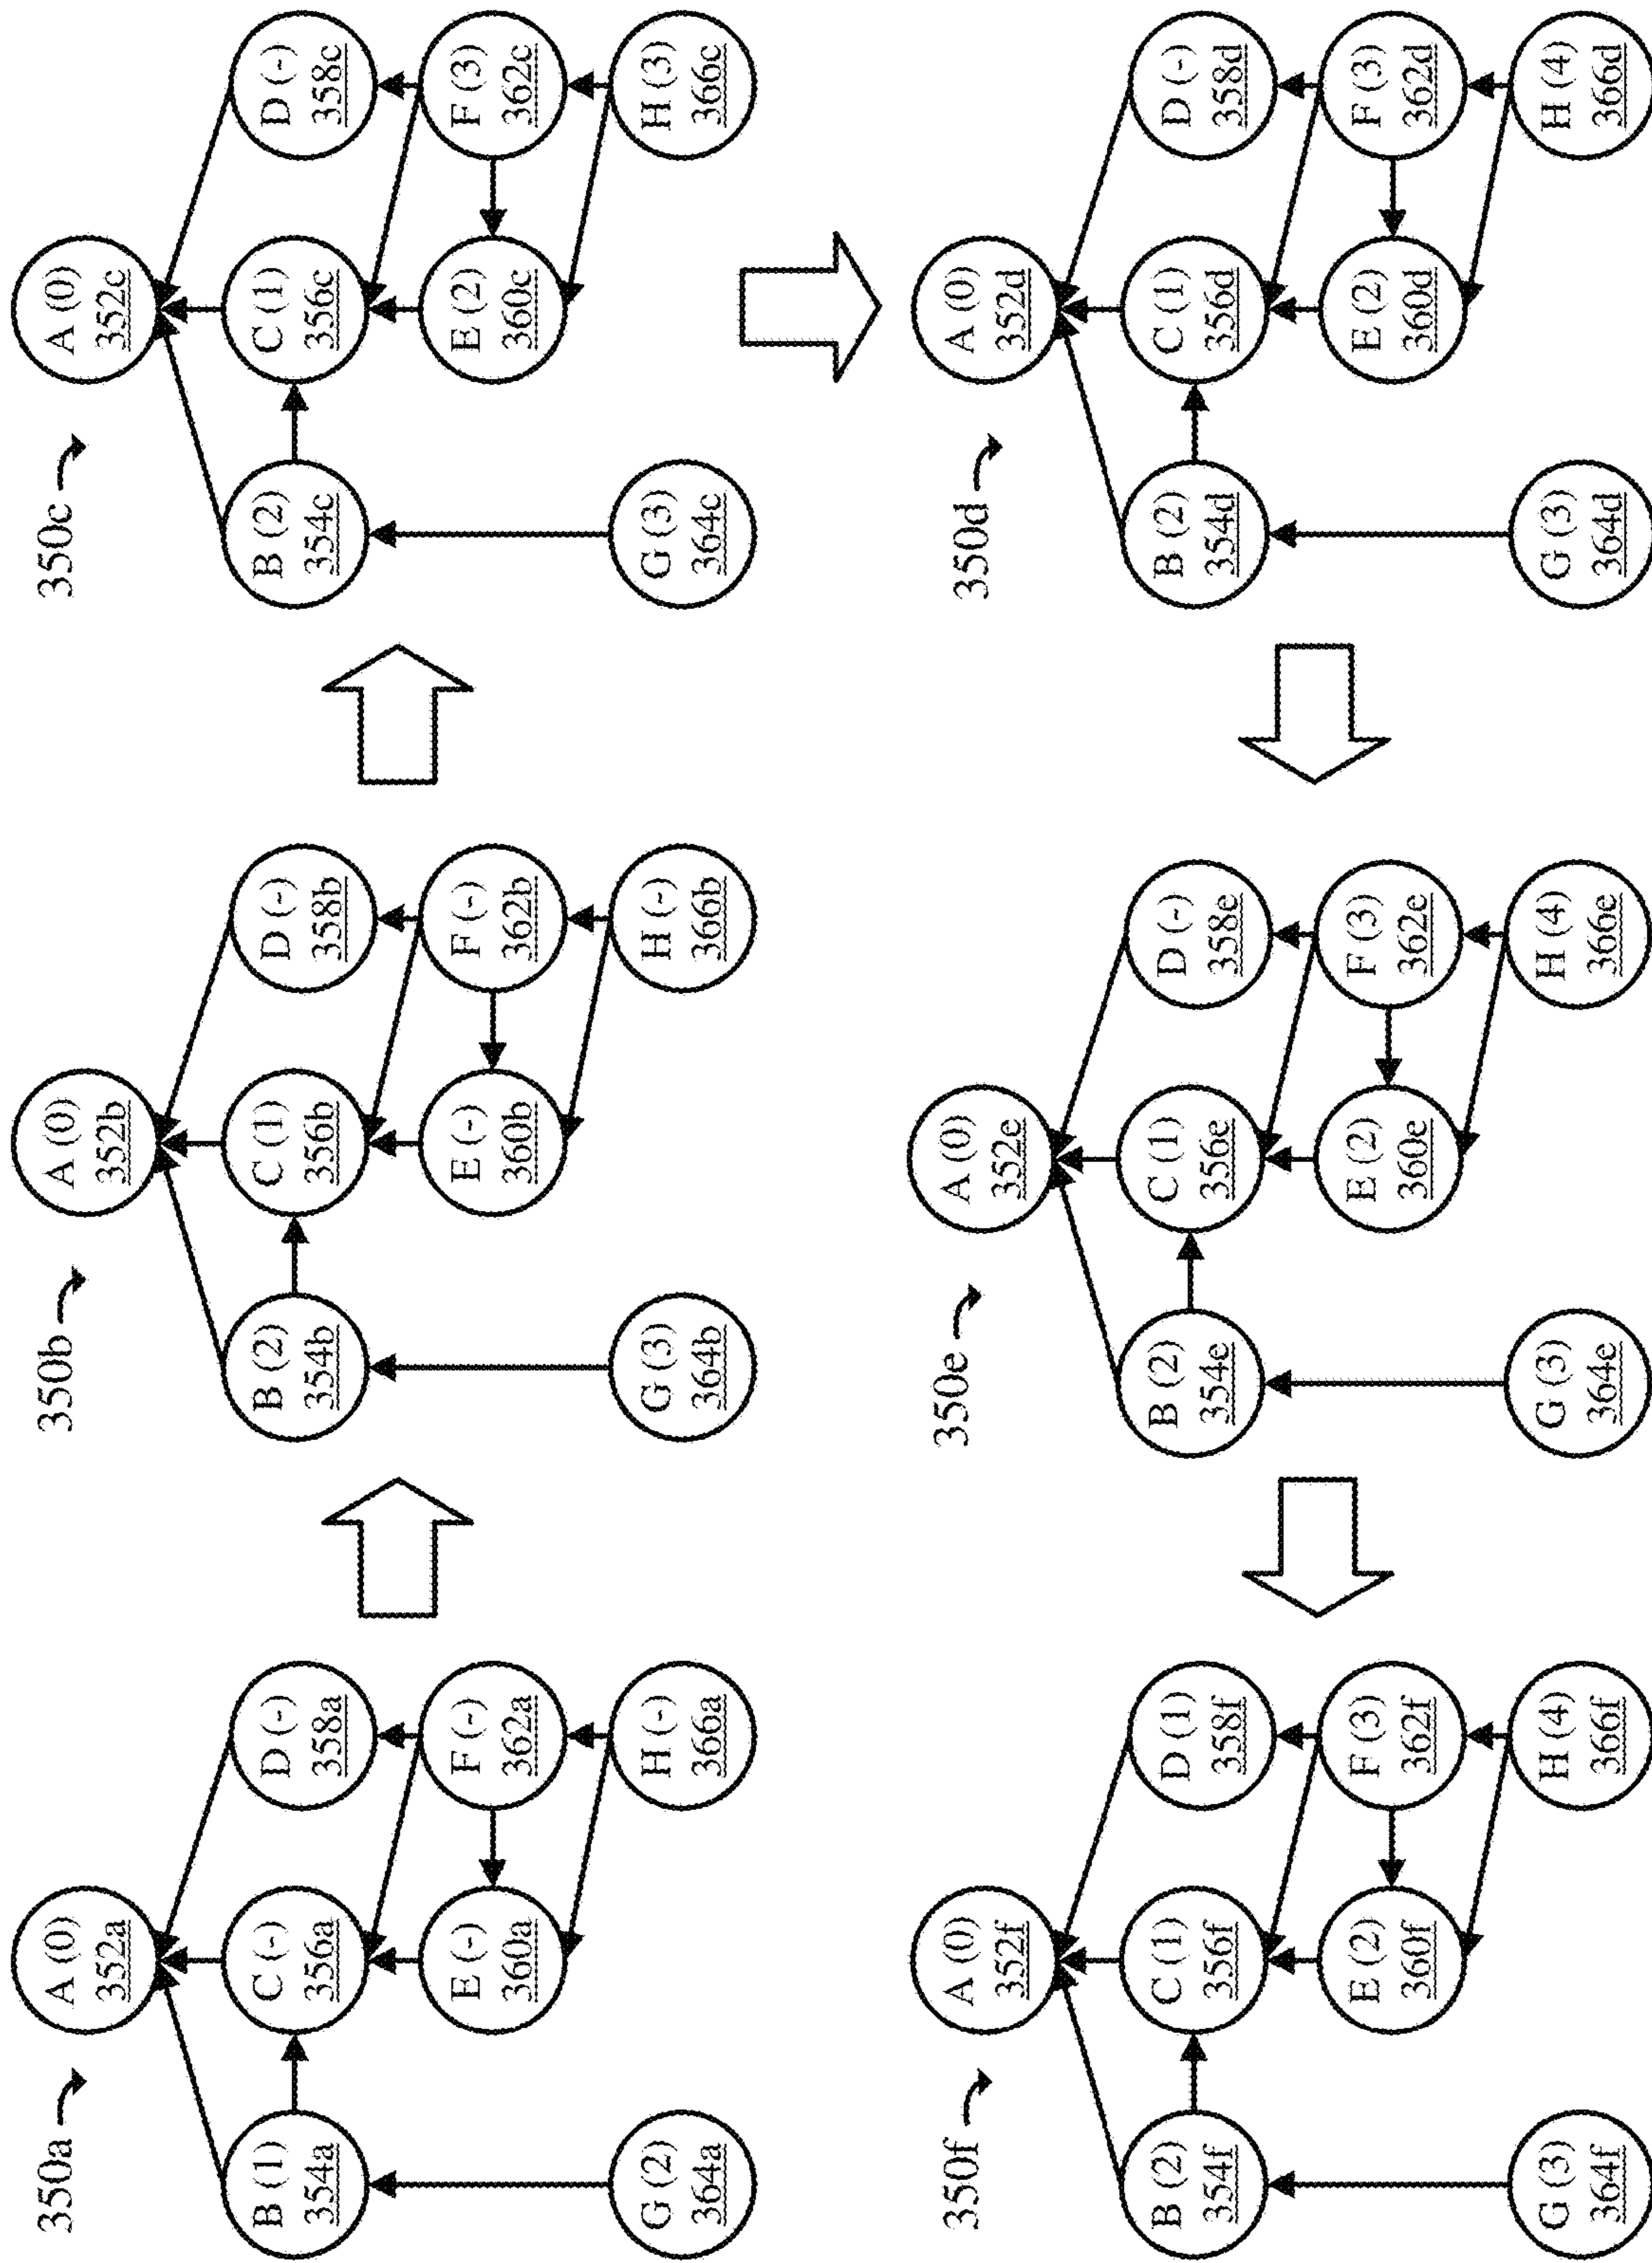 350a
A (0)
352a
B (1)
354a
C (-)
356a
D (-)
358a
E (-)
360a
F (-)
362a
G (2)
364a
H (-)
366a
350b
A (0)
352b
B (2)
354b
C (1)
356b
D (-)
358b
E (-)
360b
F (-)
362b
G (3)
364b
H (-)
366b
350c
A (0)
352c
B (2)
354c
C (1)
356c
D (-)
358c
E (2)
360c
F (3)
362c
G (3)
364c
H (3)
366c
350f
A (0)
352f
B (2)
354f
C (1)
356f
D (1)
358f
E (2)
360f
F (3)
362f
G (3)
364f
H (4)
366f
350e
A (0)
352e
B (2)
354e
C (1)
356e
D (-)
358e
E (2)
360e
F (3)
362e
G (3)
364e
H (4)
366e
350d
A (0)
352d
B (2)
354d
C (1)
356d
D (-)
358d
E (2)
360d
F (3)
362d
G (3)
364d
H (4)
366d